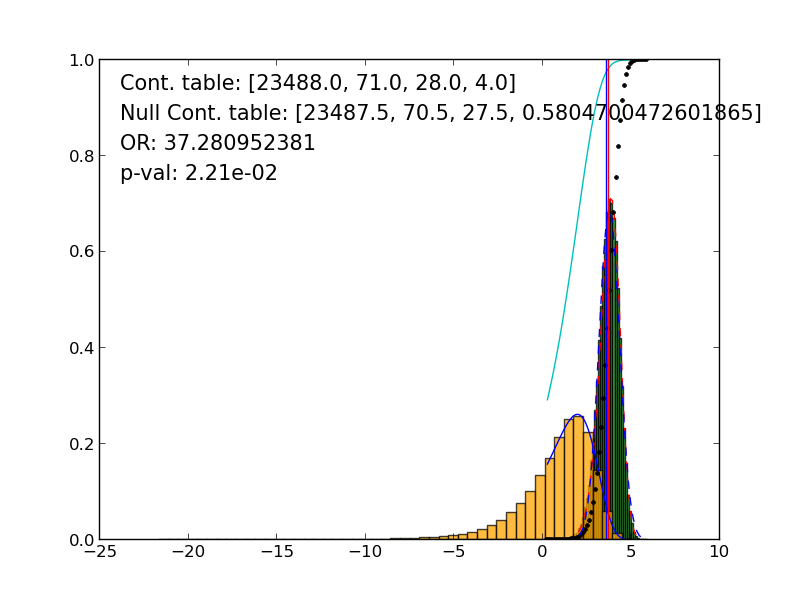 1.0
Cont. table: [23488.0, 71.0, 28.0, 4.0]
Null Cont. table: [23487.5, 70.5, 27.5, 0.5804700472601865]
OR: 37.280952381
p-val: 2.21e-02
0.8
0.6
0.4
0.2
0.0
−25 −20 −15 −10 −5 0 5 10